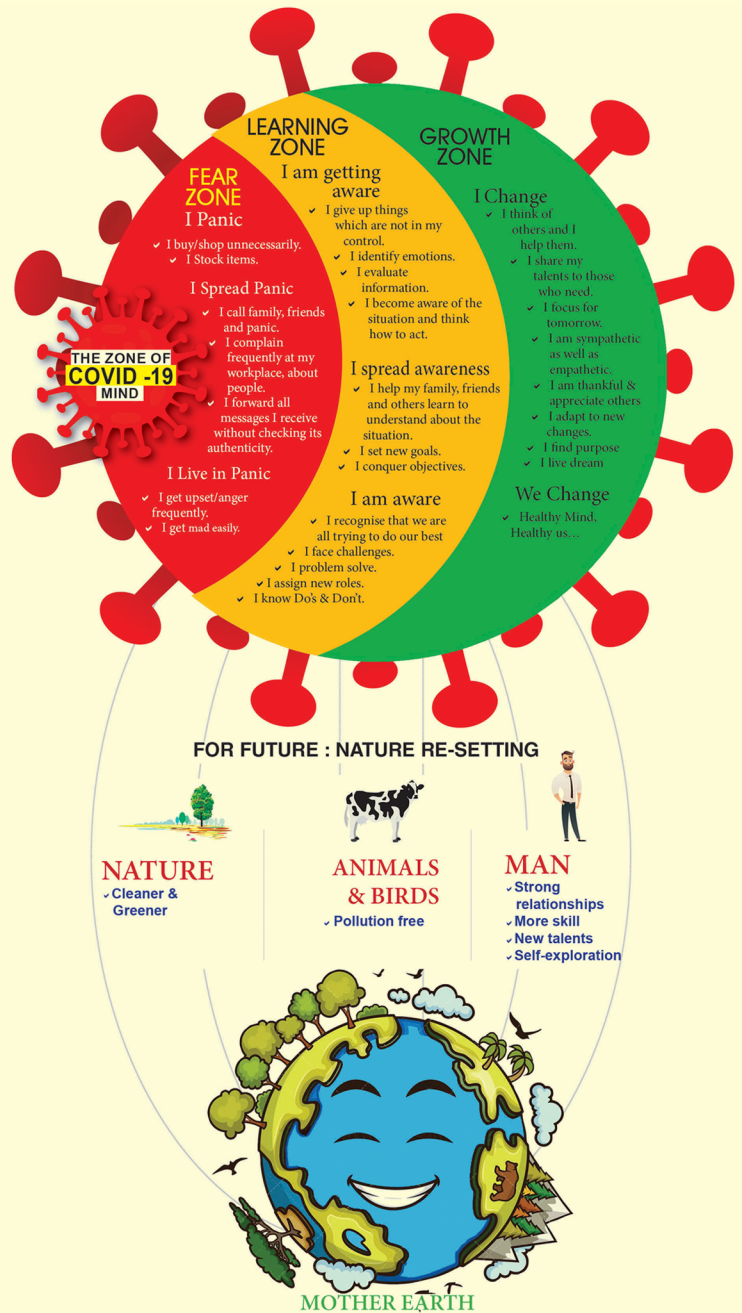 LEARNING
ZONE
GROWTH
ZONE
FEAR
ZONE
I Panic
I buy/shop unnecessarily.
I Stock items.
I Spread Panic
I call family, friends
and panic.
I complain
frequently at my
workplace, about
people.
I forward all
messages I receive
without checking its
authenticity.
I Live in Panic
I get upset/anger
frequently.
I get mad easily.
THE ZONE OF
COVID -19
MIND
I am getting
aware
I give up things
which are not in my
control.
I identify emotions.
I evaluate
information.
I become aware of the
situation and think
how to act.
I spread awareness
I help my family, friends
and others learn to
understand about the
situation.
I set new goals.
I conquer objectives.
I am aware
I recognise that we are
all trying to do our best
I face challenges.
I problem solve.
I assign new roles.
I know Do's & Don't.
I Change
I think of
others and I
help them.
I share my
talents to those
who need.
I focus for
tomorrow.
I am sympathetic
as well as
empathetic.
I am thankful &
appreciate others
I adapt to new
changes.
I find purpose
I live dream
We Change
Healthy Mind,
Healthy us...
FOR FUTURE : NATURE RE-SETTING
NATURE
Cleaner &
Greener
ANIMALS
& BIRDS
Pollution free
MAN
Strong
relationships
More skill
New talents
Self-exploration
MOTHER EARTH